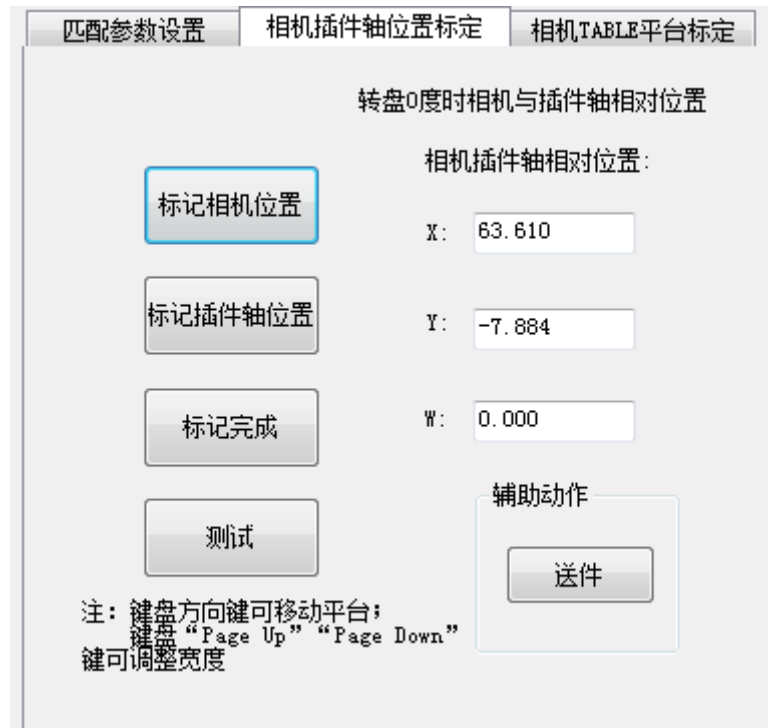 匹配参数设置
相机插件轴位置标定
相机TABLE平台标定
转盘0度时相机与插件轴相对位置
相机插件轴相对位置:
标记相机位置
X: 63.610
标记插件轴位置
Y: -7.884
标记完成
W: 0.000
辅助动作
测试
送件
注: 键盘方向键可移动平台;
键盘“Page Up”“Page Down”
键可调整宽度